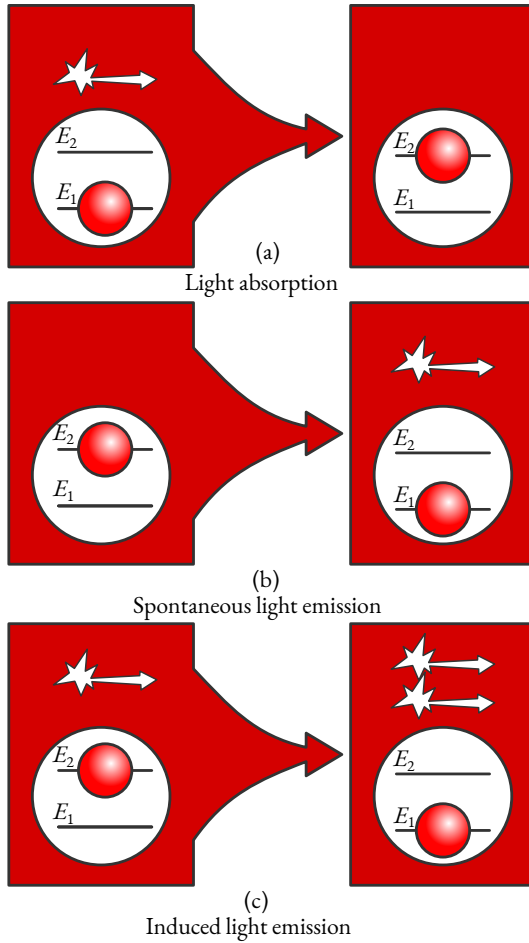 E₂
E₁
E₂
E₁
(a)
Light absorption
E₂
E₁
E₂
E₁
(b)
Spontaneous light emission
E₂
E₁
E₂
E₁
(c)
Induced light emission